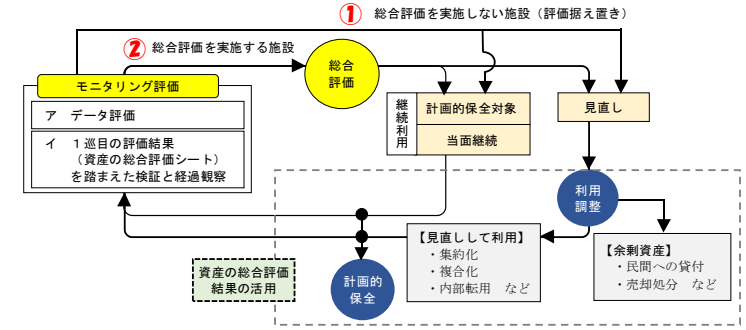 ① 総合評価を実施しない施設（評価据え置き）
② 総合評価を実施する施設
総合
評価
モニタリング評価
ア データ評価
イ １巡目の評価結果
（資産の総合評価シート）
を踏まえた検証と経過観察
継続利用
計画的保全対象
当面継続
見直し
利用
調整
【見直しして利用】
・集約化
・複合化
・内部転用 など
【余剰資産】
・民間への貸付
・売却処分 など
資産の総合評価
結果の活用
計画的
保全